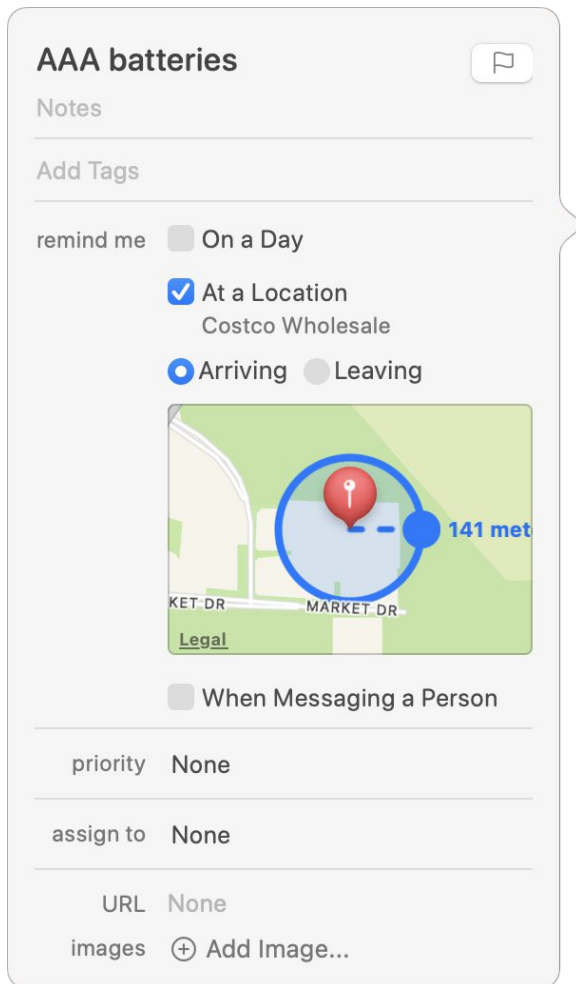 AAA batteries
Notes
Add Tags
remind me On a Day
At a Location
Costco Wholesale
Arriving Leaving
141 met
KET DR MARKET DR
Legal
When Messaging a Person
priority None
assign to None
URL None
images Add Image...